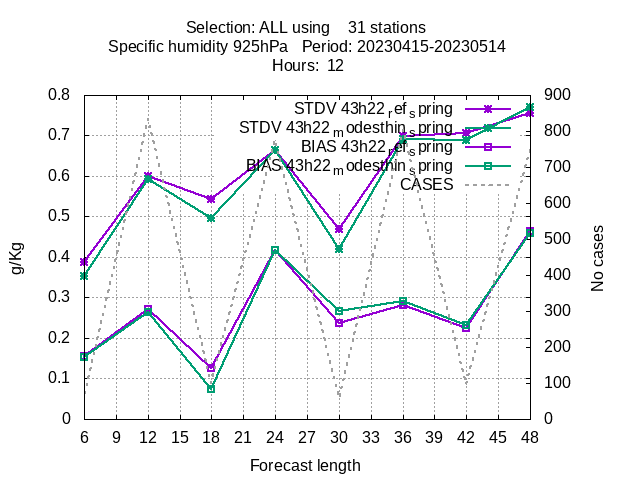 Selection: ALL using 31 stations
Specific humidity 925hPa Period: 20230415-20230514
Hours: 12
STDV 43h22_ref_spring
STDV 43h22_modesthin_spring
BIAS 43h22_ref_spring
BIAS 43h22_modesthin_spring
CASES
g/Kg
0.8
0.7
0.6
0.5
0.4
0.3
0.2
0.1
0
900
800
700
600
500
400
300
200
100
0
No cases
6 9 12 15 18 21 24 27 30 33 36 39 42 45 48
Forecast length